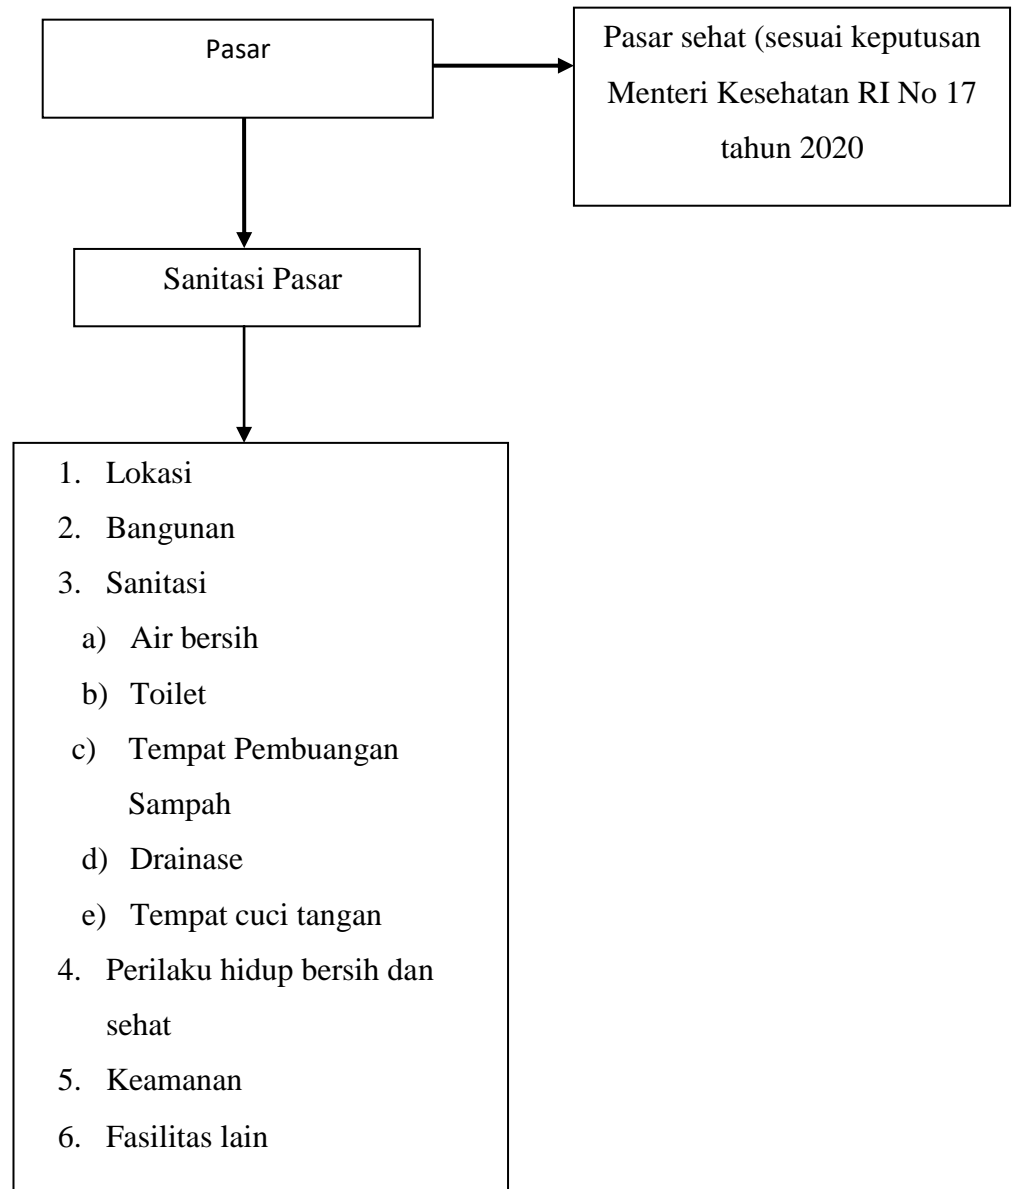 Pasar
Pasar sehat (sesuai keputusan
Menteri Kesehatan RI No 17
tahun 2020
Sanitasi Pasar
1. Lokasi
2. Bangunan
3. Sanitasi
a) Air bersih
b) Toilet
c) Tempat Pembuangan
Sampah
d) Drainase
e) Tempat cuci tangan
4. Perilaku hidup bersih dan
sehat
5. Keamanan
6. Fasilitas lain